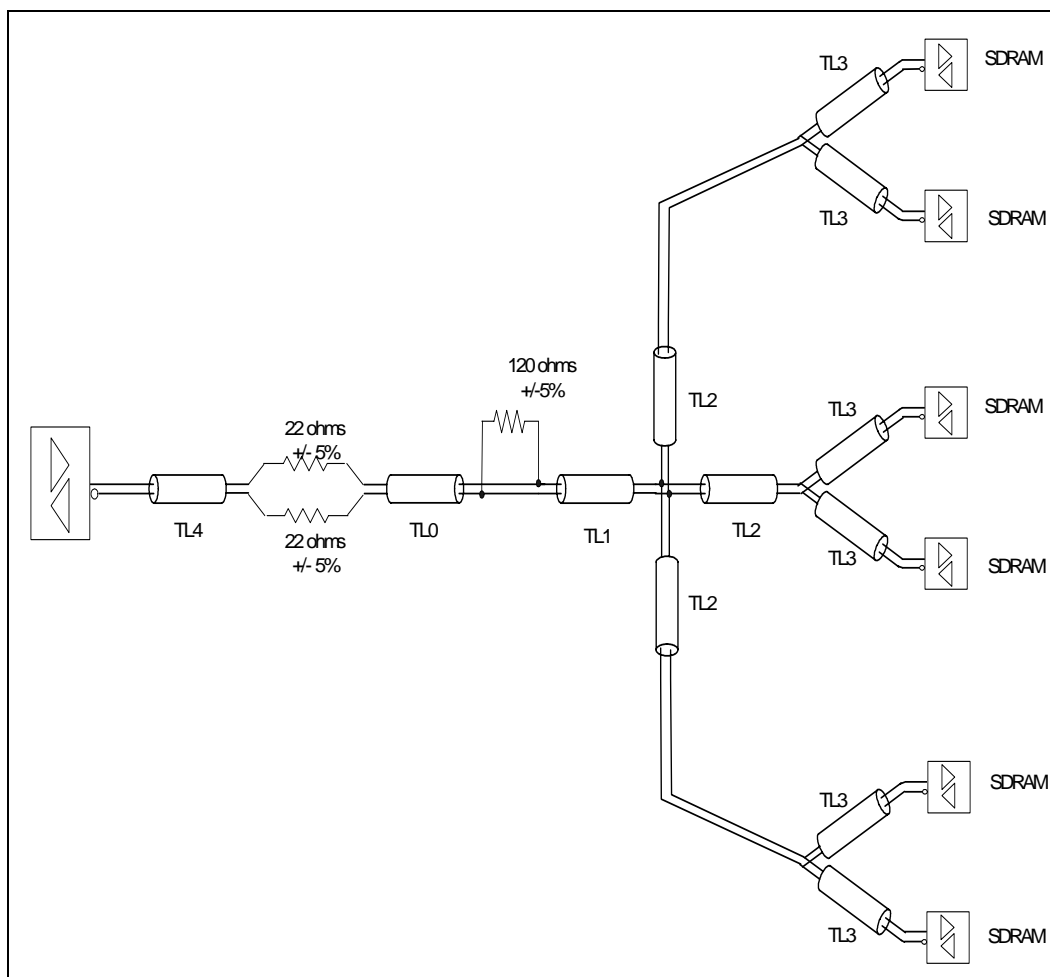 TL3
SDRAM
TL3
SDRAM
120 ohms
+/-5%
TL2
TL3
SDRAM
22 ohms
+/- 5%
TL4
TL0
TL1
TL2
22 ohms
+/- 5%
TL3
SDRAM
TL2
TL3
SDRAM
TL3
SDRAM